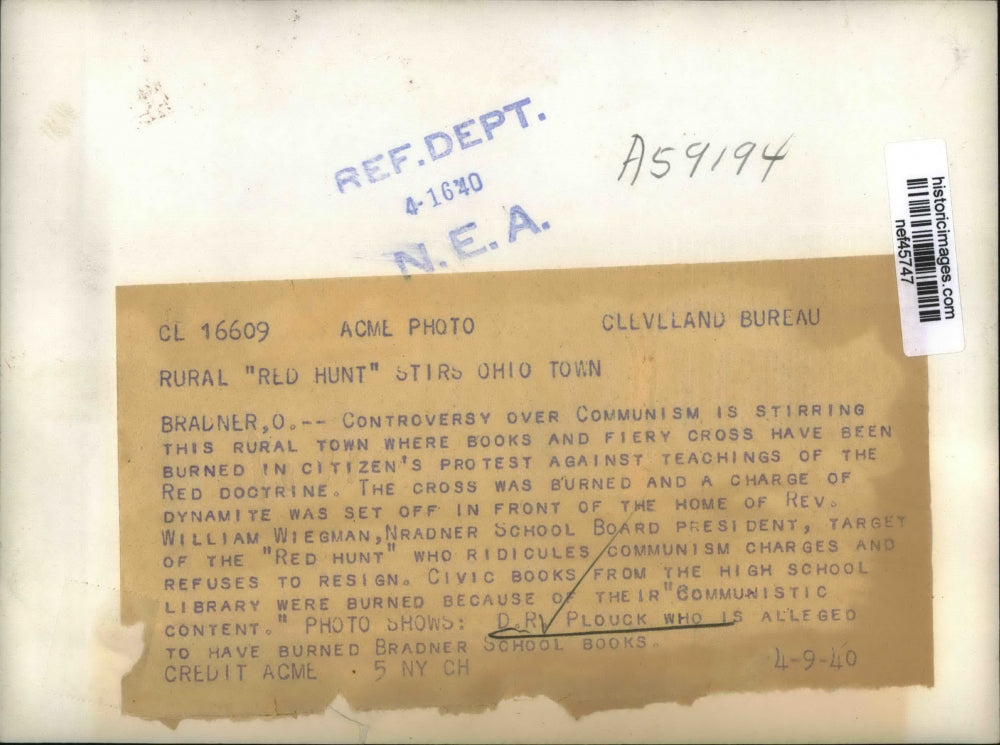 REF. DEPT.
4-16 40
N. E. A.
A59194
historicimages.com
nef45747
CL 16609 ACME PHOTO CLEVELAND BUREAU
RURAL "RED HUNT" STIRS OHIO TOWN
BRADNER,O.-- CONTROVERSY OVER COMMUNISM IS STIRRING
THIS RURAL TOWN WHERE BOOKS AND FIERY CROSS HAVE BEEN
BURNED IN CITIZEN'S PROTEST AGAINST TEACHINGS OF THE
RED DOCTRINE. THE CROSS WAS BURNED AND A CHARGE OF
DYNAMITE WAS SET OFF IN FRONT OF THE HOME OF REV.
WILLIAM WIEGMAN,NRADNER SCHOOL BOARD PRESIDENT, TARGET
OF THE "RED HUNT" WHO RIDICULES COMMUNISM CHARGES AND
REFUSES TO RESIGN. CIVIC BOOKS FROM THE HIGH SCHOOL
LIBRARY WERE BURNED BECAUSE OF THEIR "COMMUNISTIC
CONTENT." PHOTO SHOWS: D.R. PLOUCK WHO IS ALLEGED
TO HAVE BURNED BRADNER SCHOOL BOOKS.
CREDIT ACME 5 NY CH 4-9-40